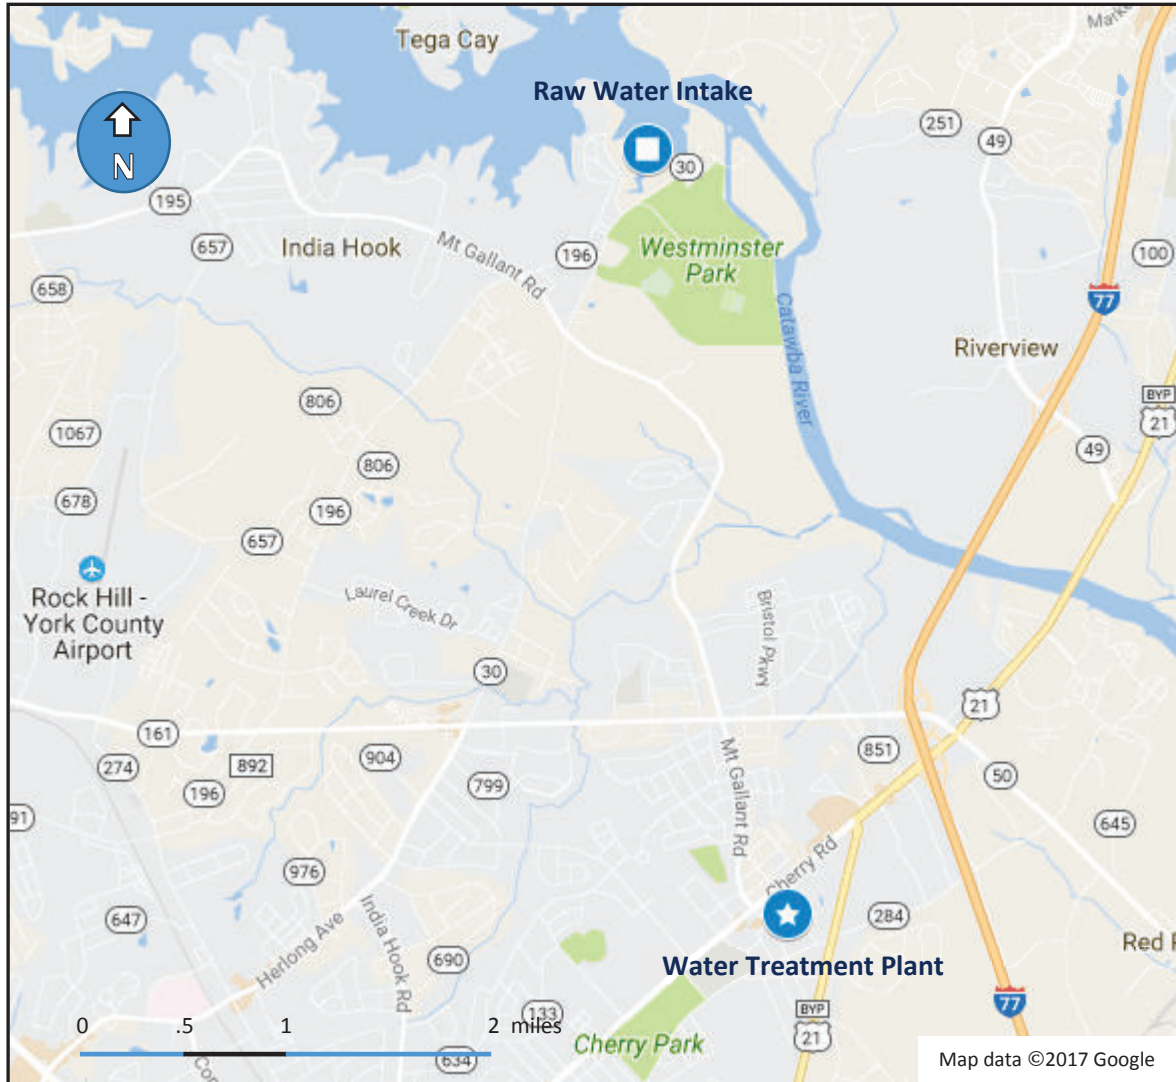 Tega Cay
Marke
Raw Water Intake
251
49
N
30
195
Westminster
Park
657
India Hook
Mt Gallant Rd
196
100
658
77
Catawba River
Riverview
BYP
21
806
1067
49
806
678
196
657
Rock Hill -
York County
Airport
Laurel Creek Dr
Bristol Pkwy
30
21
161
Mt Gallant Rd
851
274
892
904
50
196
799
91
645
Cherry Rd
976
647
India Hook Rd
284
Herlong Ave
690
Red
Water Treatment Plant
77
0 .5 1 2 miles
133
BYP
21
Cherry Park
634
Map data ©2017 Google